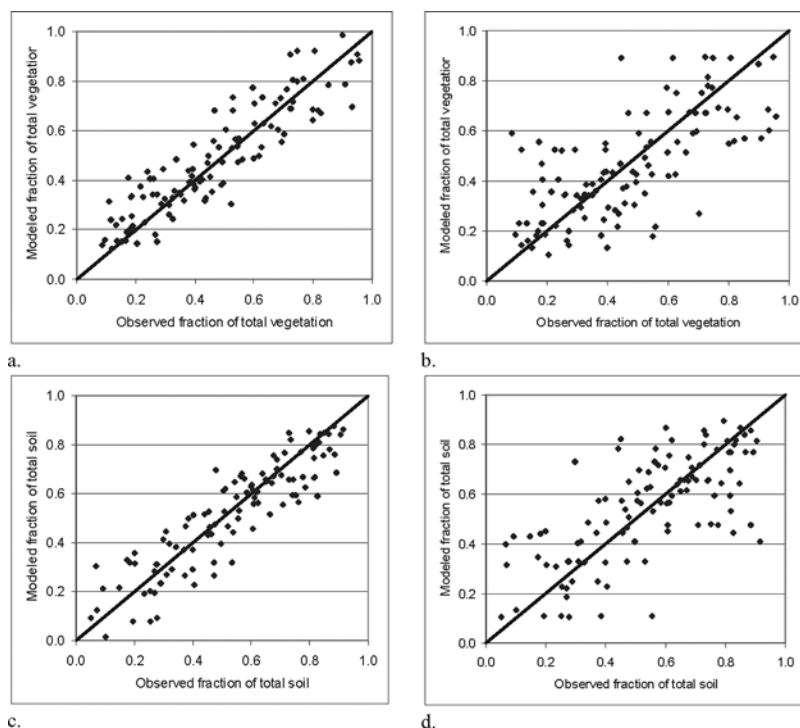 Modeled fraction of total vegetatior
1.0
0.8
0.6
0.4
0.2
0.0
0.0 0.2 0.4 0.6 0.8 1.0
Observed fraction of total vegetation
a.
Modeled fraction of total vegetatior
1.0
0.8
0.6
0.4
0.2
0.0
0.0 0.2 0.4 0.6 0.8 1.0
Observed fraction of total vegetation
b.
Modeled fraction of total soil
1.0
0.8
0.6
0.4
0.2
0.0
0.0 0.2 0.4 0.6 0.8 1.0
Observed fraction of total soil
c.
Modeled fraction of total soil
1.0
0.8
0.6
0.4
0.2
0.0
0.0 0.2 0.4 0.6 0.8 1.0
Observed fraction of total soil
d.